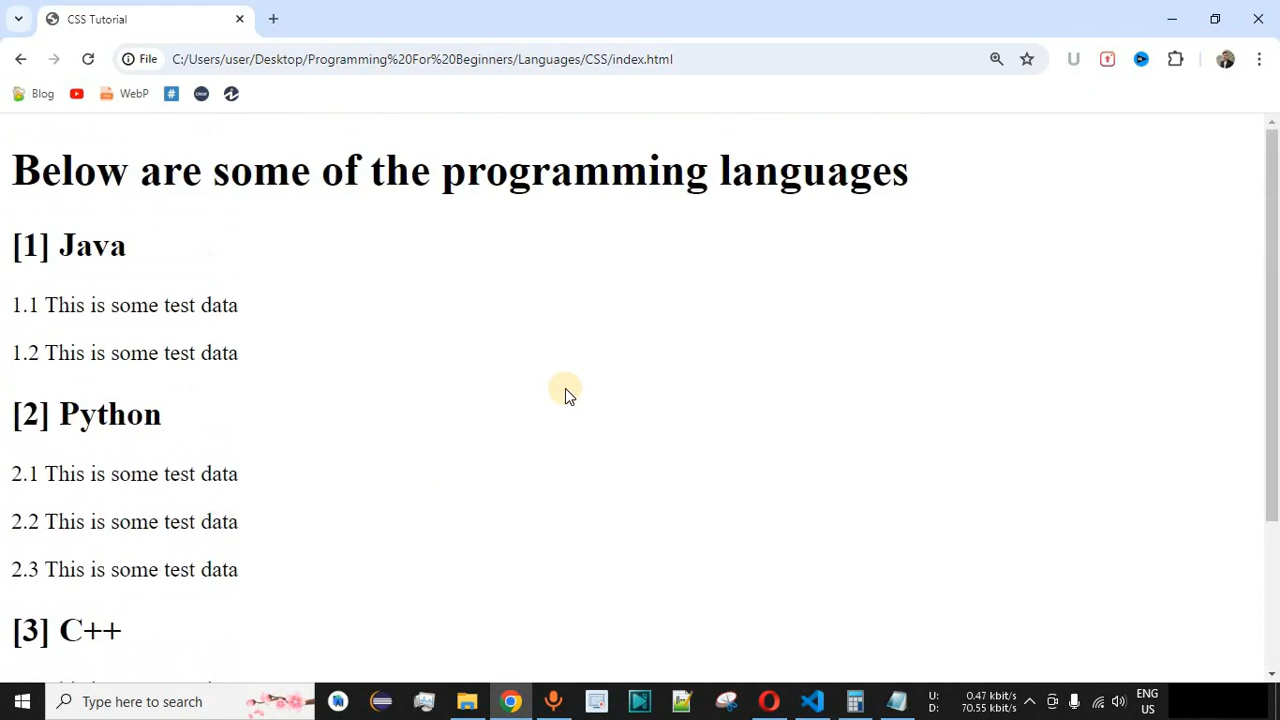 CSS Tutorial
File C:/Users/user/Desktop/Programming%20For%20Beginners/Languages/CSS/index.html
Blog WebP
Below are some of the programming languages
[1] Java
1.1 This is some test data
1.2 This is some test data
[2] Python
2.1 This is some test data
2.2 This is some test data
2.3 This is some test data
[3] C++
Type here to search
U: 0.47 kbit/s
D: 70.55 kbit/s
ENG
US